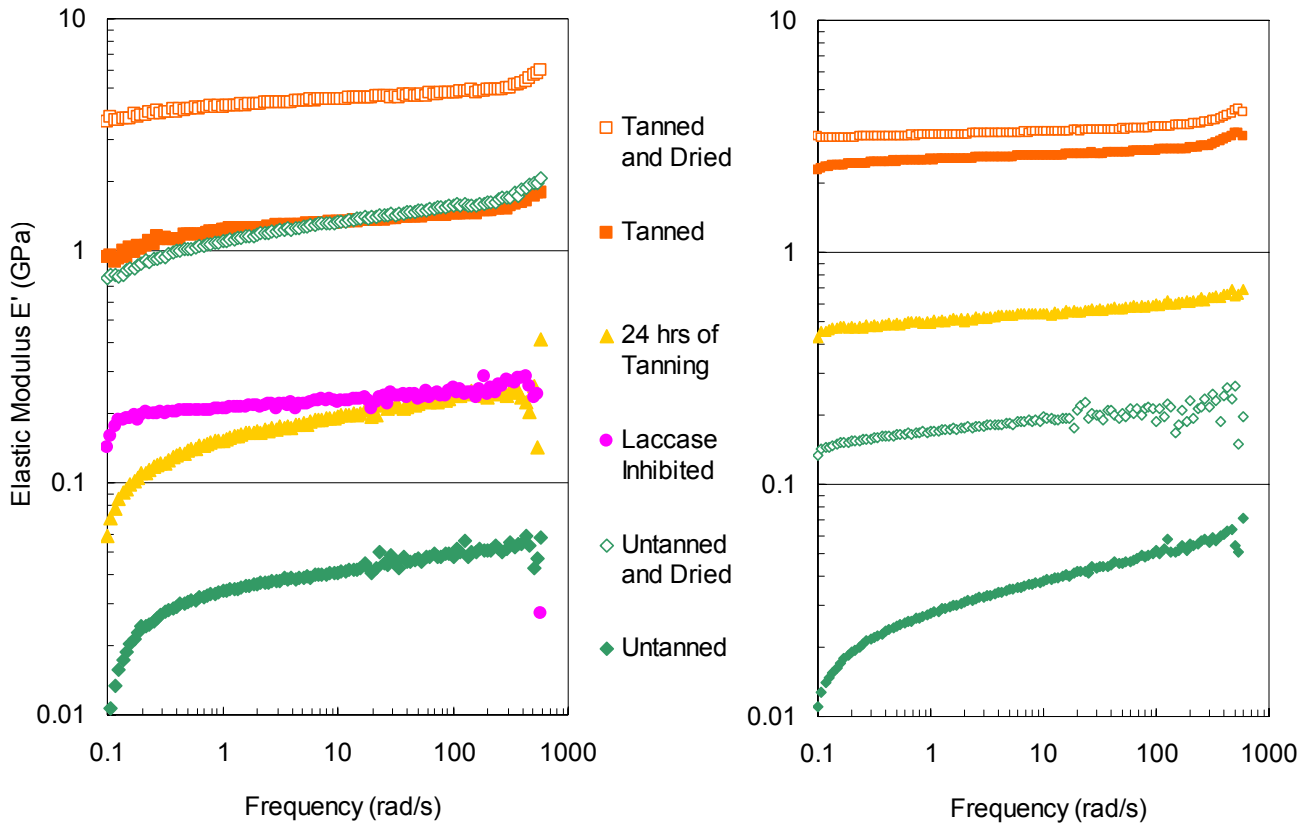 Elastic Modulus E' (GPa)
10
1
0.1
0.01
0.1
1
10
100
1000
Frequency (rad/s)
Tanned
and Dried
Tanned
24 hrs of
Tanning
Laccase
Inhibited
Untanned
and Dried
Untanned
10
1
0.1
0.01
0.1
1
10
100
1000
Frequency (rad/s)